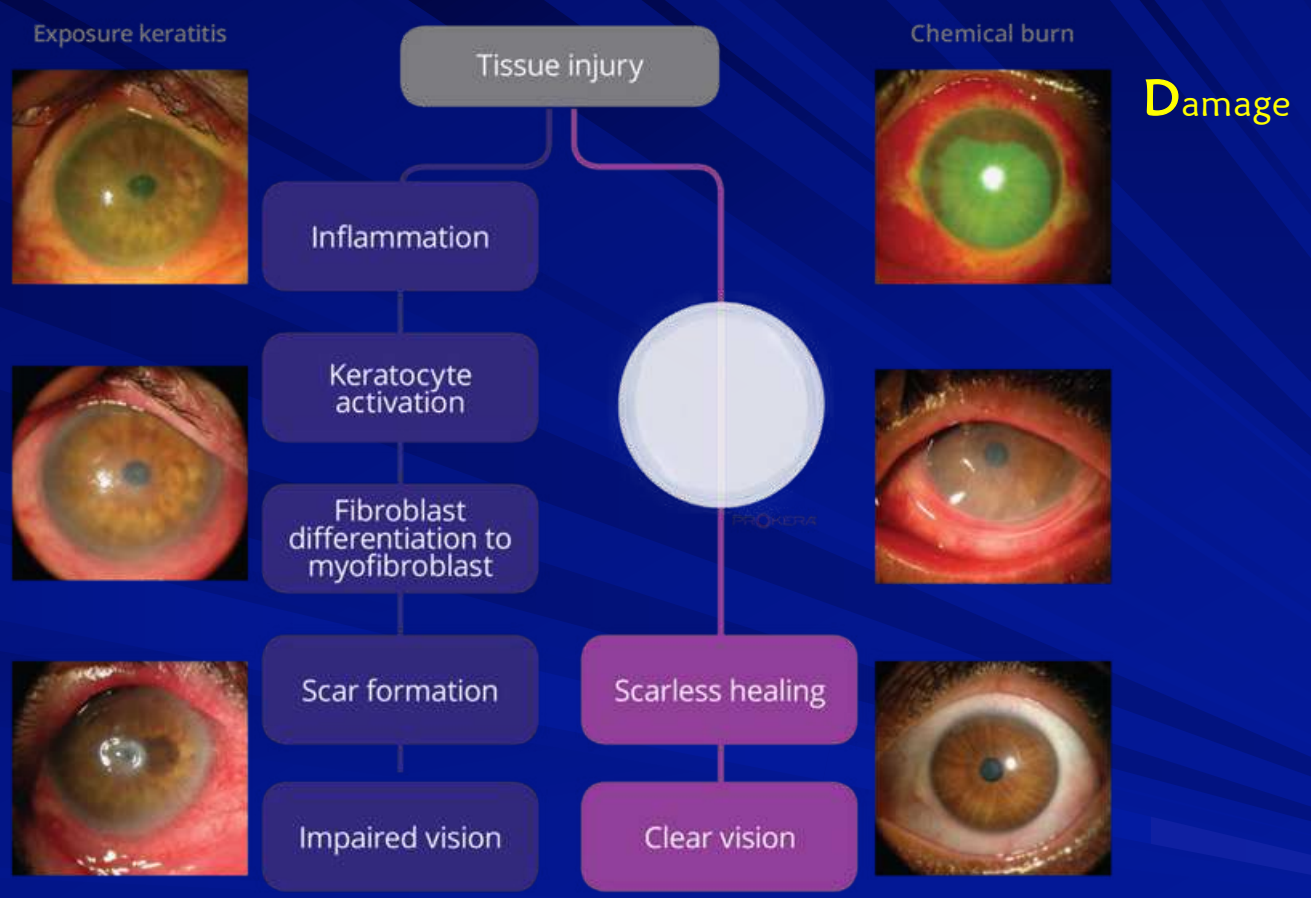 Exposure keratitis
Tissue injury
Chemical burn
Damage
Inflammation
Keratocyte
activation
Fibroblast
differentiation to
myofibroblast
PROKERA
Scar formation
Scarless healing
Impaired vision
Clear vision